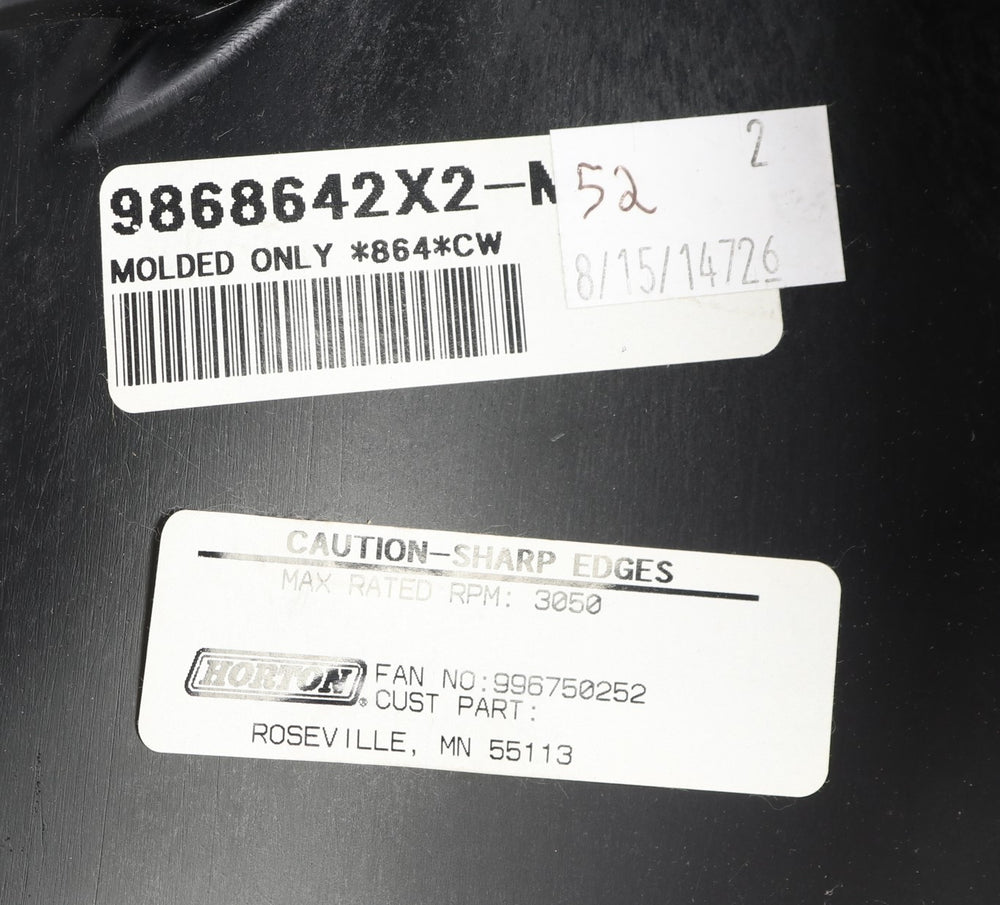 9868642X2-
MOLDED ONLY *864*CW
2
52
8/15/14726
CAUTION-SHARP EDGES
MAX RATED RPM: 3050
HORTON®
FAN NO:996750252
CUST PART:
ROSEVILLE, MN 55113